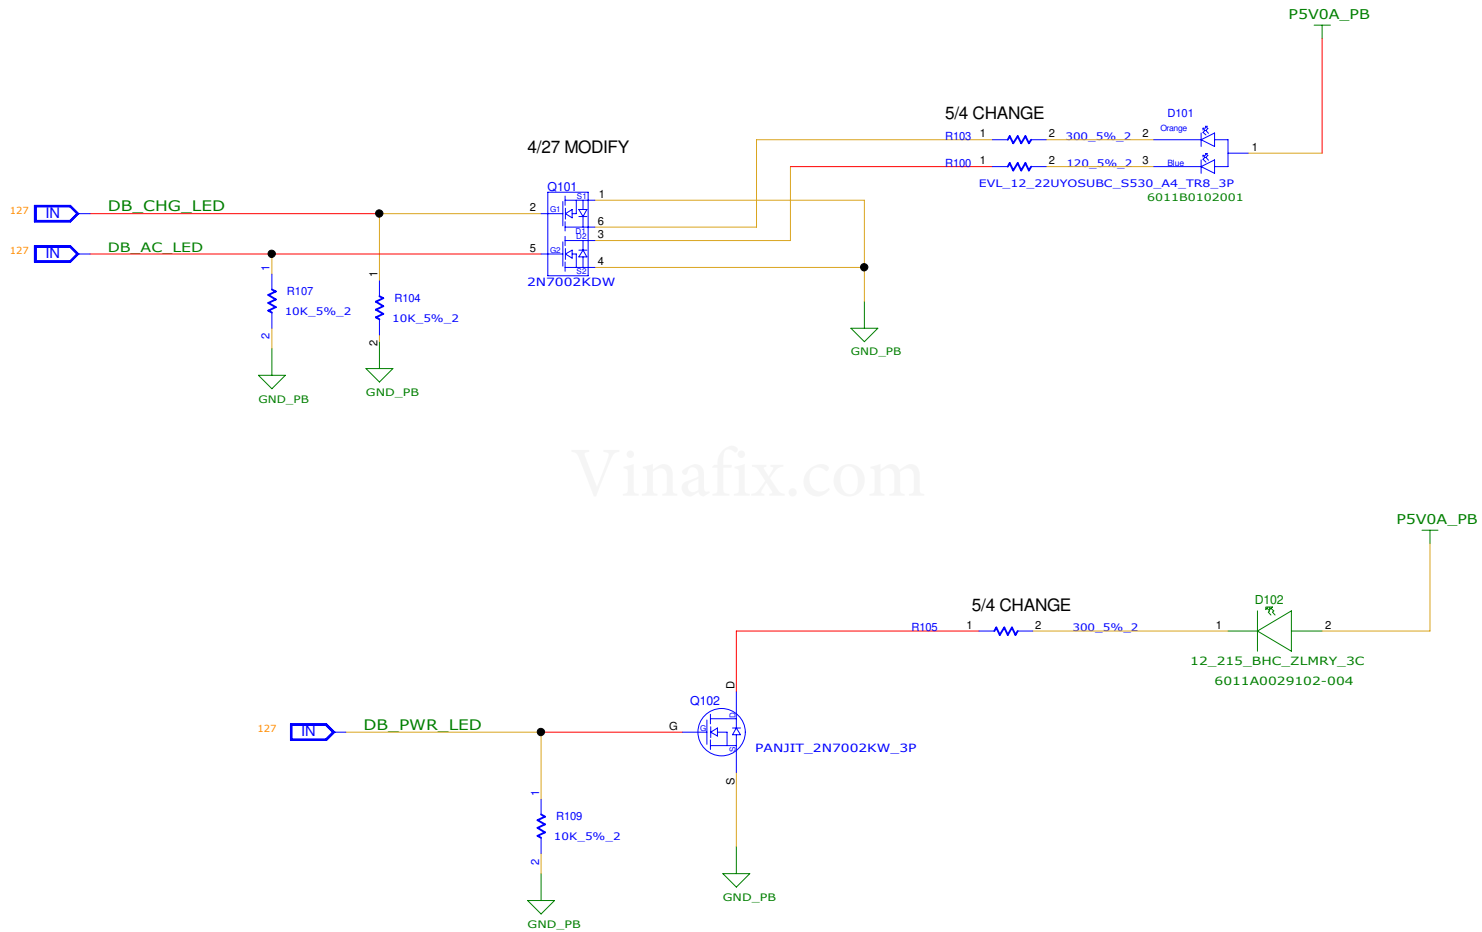 P5V0A_PB
5/4 CHANGE
D101
R103 1 2 300_5%_2 2 Orange
1
R100 1 2 120_5%_2 3 Blue
EVL_12_22UYOSUBC_S530_A4_TR8_3P
6011B0102001
4/27 MODIFY
Q101
127 IN DB_CHG_LED 2 G1 S1 1
D1 6
D2 3
127 IN DB_AC_LED 5 G2 S2 4
2N7002KDW
1
R107
10K_5%_2
2
GND_PB
1
R104
10K_5%_2
2
GND_PB
GND_PB
Vinafix.com
P5V0A_PB
5/4 CHANGE
D102
R105 1 2 300_5%_2 1 2
12_215_BHC_ZLMRY_3C
6011A0029102-004
D
Q102
127 IN DB_PWR_LED G G D S
PANJIT_2N7002KW_3P
S
1
R109
10K_5%_2
2
GND_PB
GND_PB